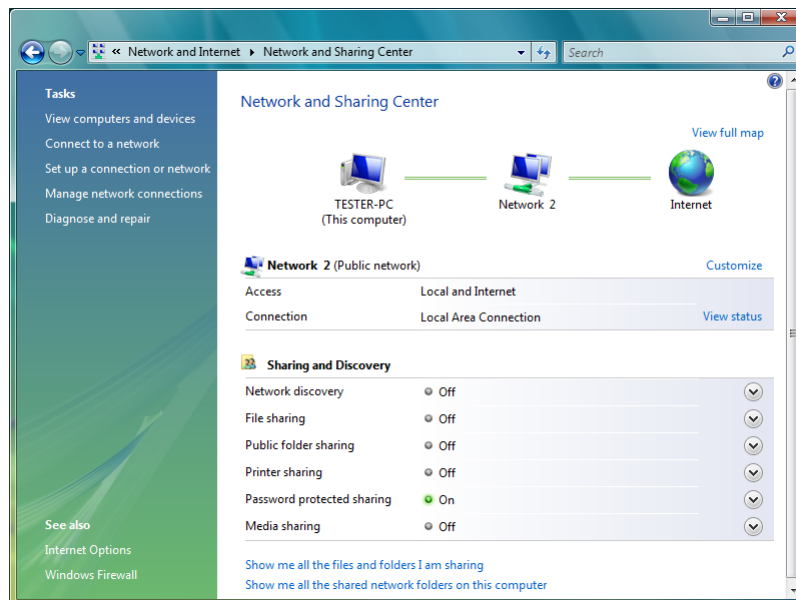 « Network and Internet ▸ Network and Sharing Center
Search
Tasks
View computers and devices
Connect to a network
Set up a connection or network
Manage network connections
Diagnose and repair
See also
Internet Options
Windows Firewall
Network and Sharing Center
View full map
TESTER-PC
(This computer)
Network 2
Internet
Network 2 (Public network)
Customize
Access Local and Internet
Connection Local Area Connection View status
Sharing and Discovery
Network discovery Off
File sharing Off
Public folder sharing Off
Printer sharing Off
Password protected sharing On
Media sharing Off
Show me all the files and folders I am sharing
Show me all the shared network folders on this computer